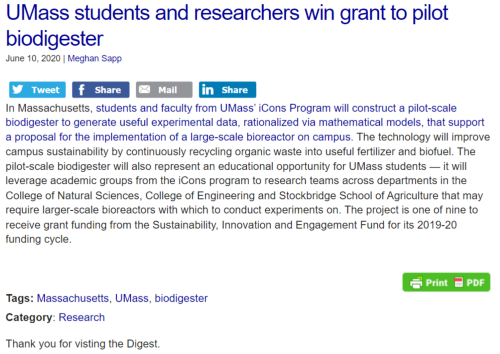 UMass students and researchers win grant to pilot
biodigester
June 10, 2020 | Meghan Sapp
Tweet Share Mail Share
In Massachusetts, students and faculty from UMass' iCons Program will construct a pilot-scale
biodigester to generate useful experimental data, rationalized via mathematical models, that support
a proposal for the implementation of a large-scale bioreactor on campus. The technology will improve
campus sustainability by continuously recycling organic waste into useful fertilizer and biofuel. The
pilot-scale biodigester will also represent an educational opportunity for UMass students — it will
leverage academic groups from the iCons program to research teams across departments in the
College of Natural Sciences, College of Engineering and Stockbridge School of Agriculture that may
require larger-scale bioreactors with which to conduct experiments on. The project is one of nine to
receive grant funding from the Sustainability, Innovation and Engagement Fund for its 2019-20
funding cycle.
Print PDF
Tags: Massachusetts, UMass, biodigester
Category: Research
Thank you for visting the Digest.